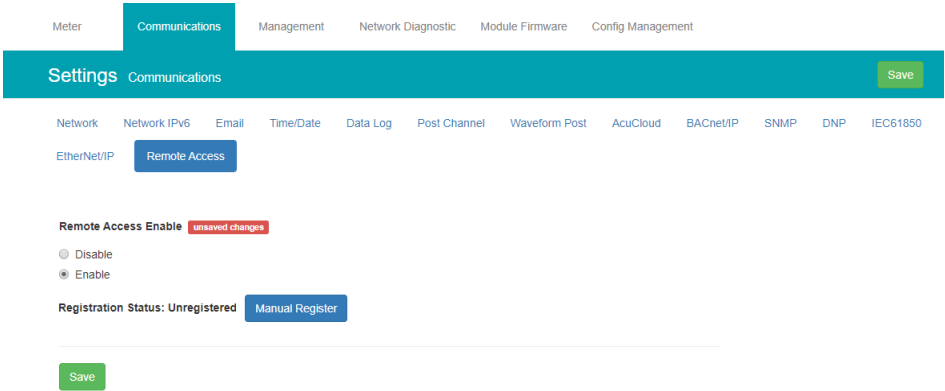 Meter Communications Management Network Diagnostic Module Firmware Config Management
Settings Communications Save
Network Network IPv6 Email Time/Date Data Log Post Channel Waveform Post AcuCloud BACnet/IP SNMP DNP IEC61850
EtherNet/IP Remote Access
Remote Access Enable unsaved changes
Disable
Enable
Registration Status: Unregistered Manual Register
Save